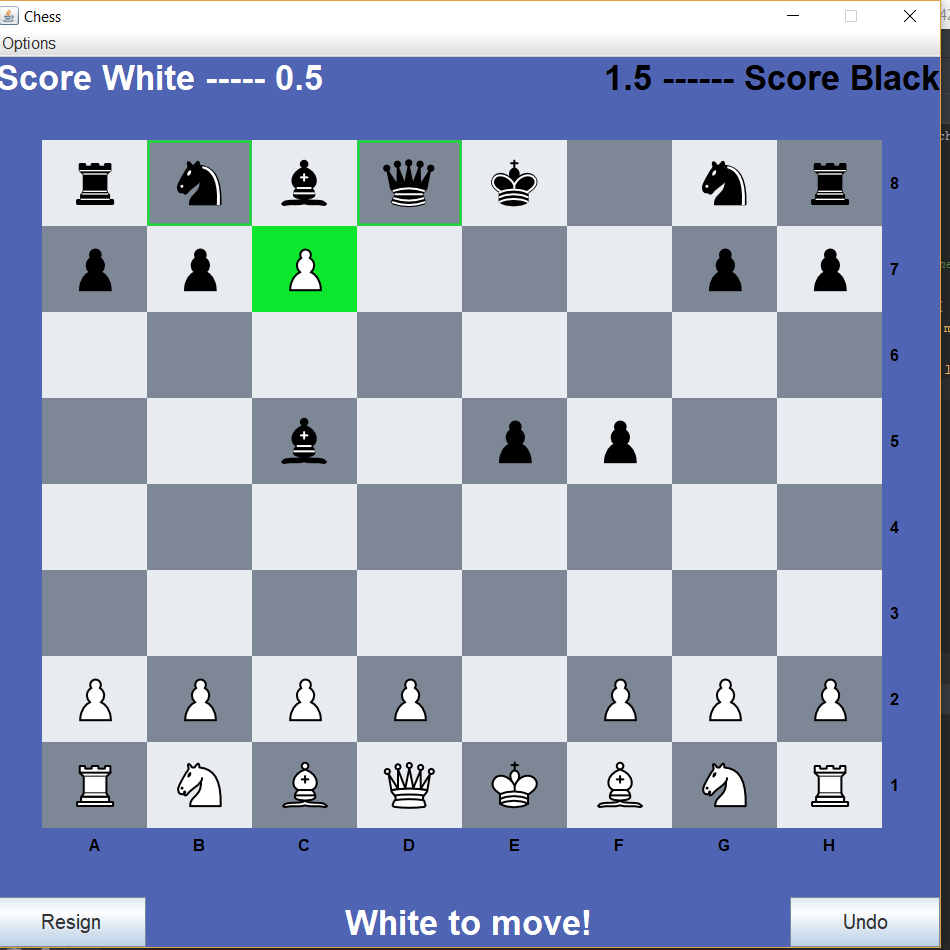 Chess
Options
Score White ----- 0.5
1.5 ------ Score Black
8
7
6
5
4
3
2
1
A B C D E F G H
Resign
White to move!
Undo